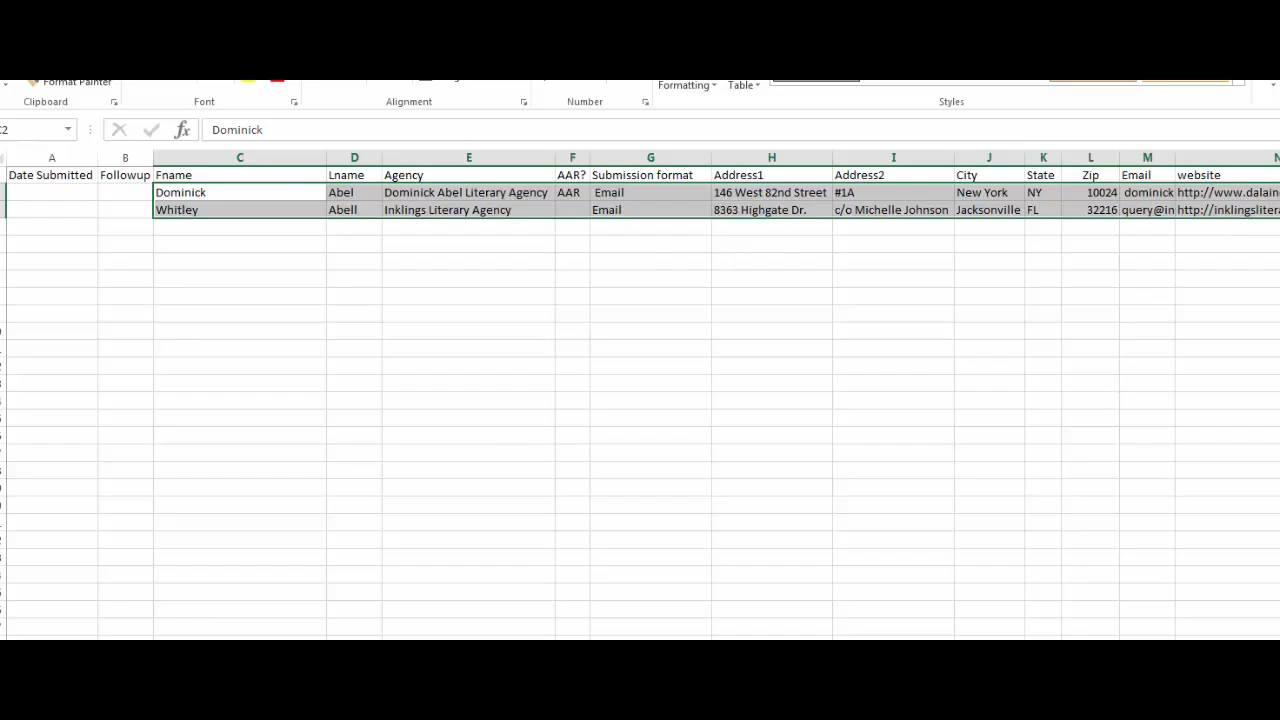 Format Painter
Formatting Table
Clipboard Font Alignment Number Styles
C2 fx Dominick
A B C D E F G H I J K L M N
Date Submitted Followup Fname Lname Agency AAR? Submission format Address1 Address2 City State Zip Email website
Dominick Abel Dominick Abel Literary Agency AAR Email 146 West 82nd Street #1A New York NY 10024 dominick http://www.dalain
Whitley Abell Inklings Literary Agency Email 8363 Highgate Dr. c/o Michelle Johnson Jacksonville FL 32216 query@in http://inklingslitera